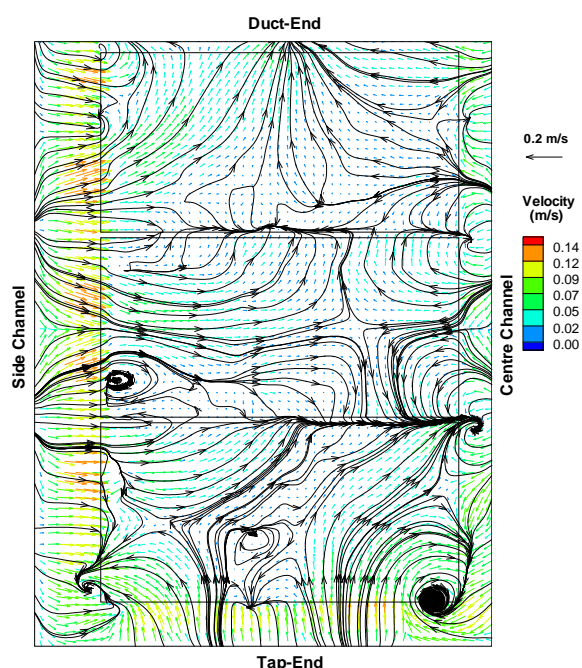 Duct-End
Side Channel
Centre Channel
0.2 m/s
Velocity
(m/s)
0.14
0.12
0.09
0.07
0.05
0.02
0.00
Tap-End